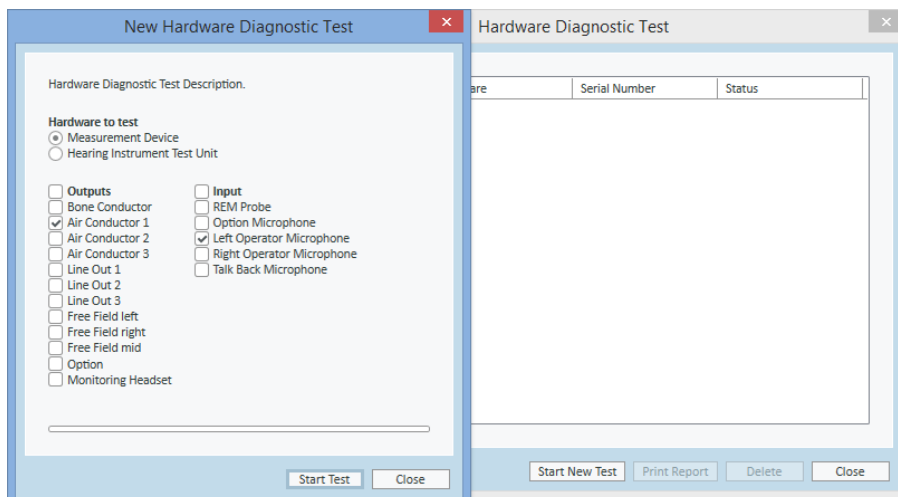 New Hardware Diagnostic Test
Hardware Diagnostic Test Description.
Hardware to test
Measurement Device
Hearing Instrument Test Unit
Outputs
Bone Conductor
Air Conductor 1
Air Conductor 2
Air Conductor 3
Line Out 1
Line Out 2
Line Out 3
Free Field left
Free Field right
Free Field mid
Option
Monitoring Headset
Input
REM Probe
Option Microphone
Left Operator Microphone
Right Operator Microphone
Talk Back Microphone
Start Test Close
Hardware Diagnostic Test
are Serial Number Status
Start New Test Print Report Delete Close